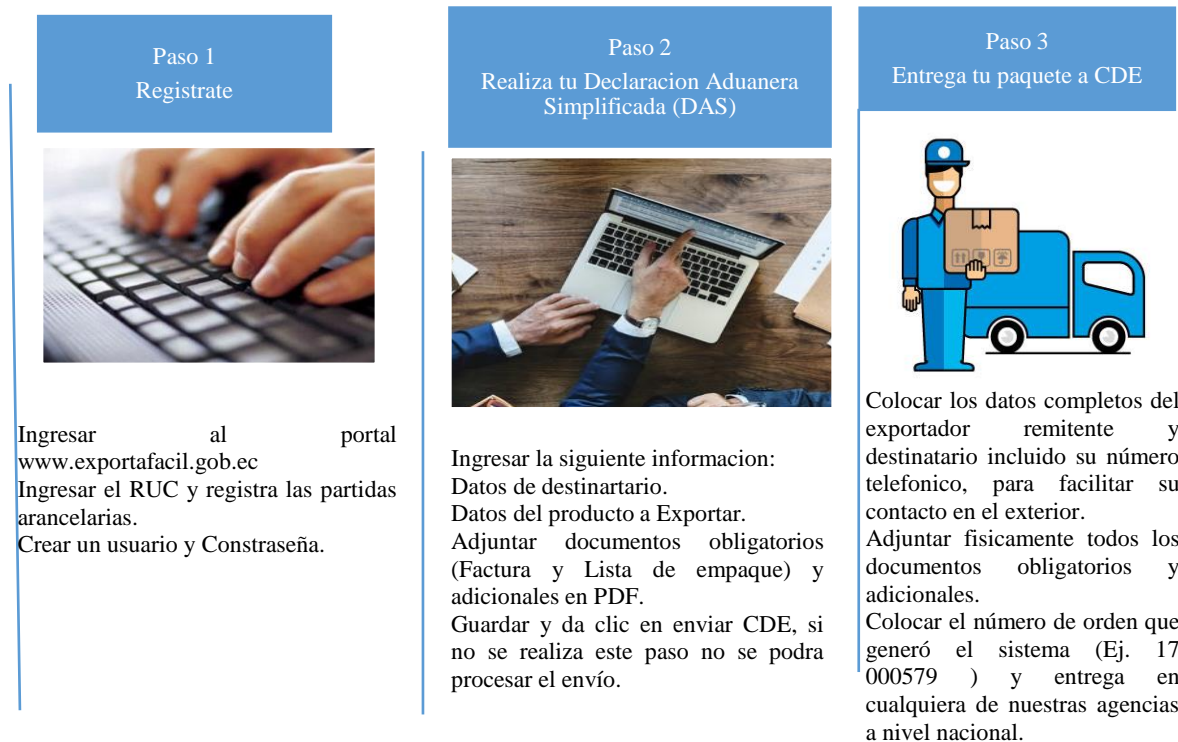 Paso 1
Registrate
Ingresar al portal
www.exportafacil.gob.ec
Ingresar el RUC y registra las partidas
arancelarias.
Crear un usuario y Constraseña.
Paso 2
Realiza tu Declaracion Aduanera
Simplificada (DAS)
Ingresar la siguiente informacion:
Datos de destinartario.
Datos del producto a Exportar.
Adjuntar documentos obligatorios
(Factura y Lista de empaque) y
adicionales en PDF.
Guardar y da clic en enviar CDE, si
no se realiza este paso no se podra
procesar el envío.
Paso 3
Entrega tu paquete a CDE
Colocar los datos completos del
exportador remitente y
destinatario incluido su número
telefonico, para facilitar su
contacto en el exterior.
Adjuntar fisicamente todos los
documentos obligatorios y
adicionales.
Colocar el número de orden que
generó el sistema (Ej. 17
000579 ) y entrega en
cualquiera de nuestras agencias
a nivel nacional.